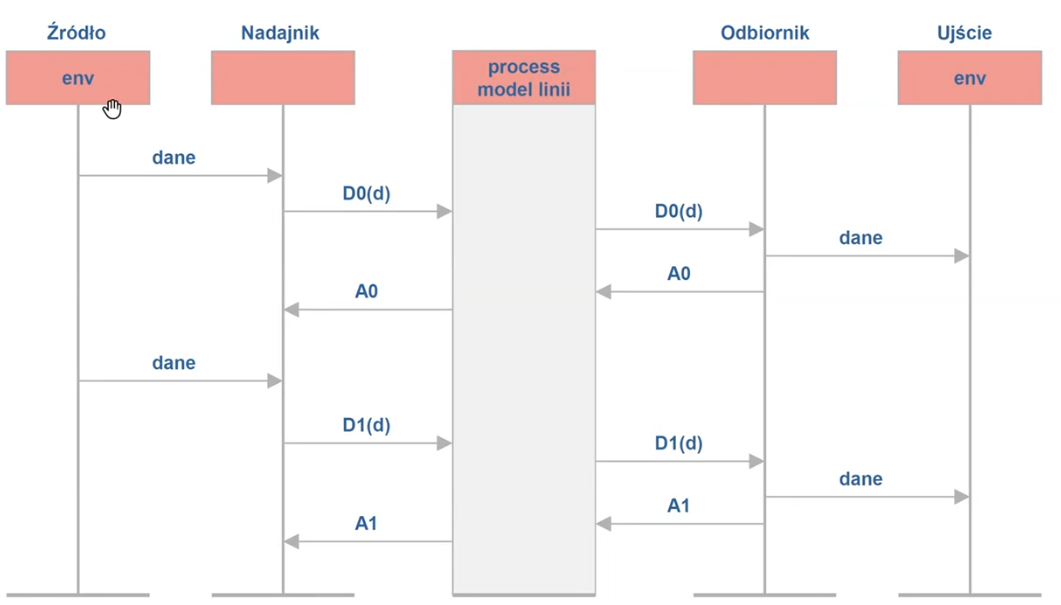 Źródło
Nadajnik
Odbiornik
Ujście
env
process
model linii
env
dane
D0(d)
D0(d)
dane
A0
A0
dane
D1(d)
D1(d)
dane
A1
A1